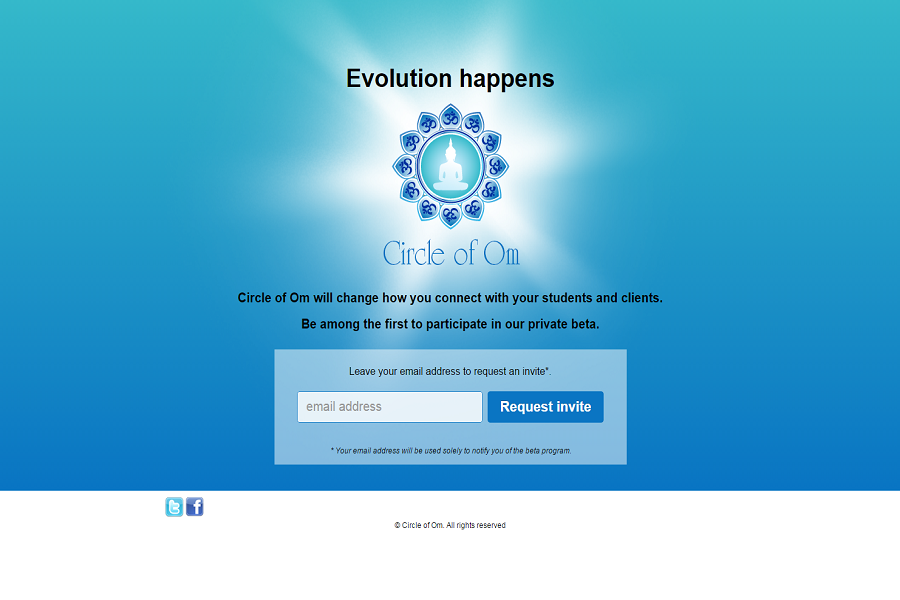 Evolution happens
Circle of Om
Circle of Om will change how you connect with your students and clients.
Be among the first to participate in our private beta.
Leave your email address to request an invite*.
email address
Request invite
* Your email address will be used solely to notify you of the beta program.
© Circle of Om. All rights reserved